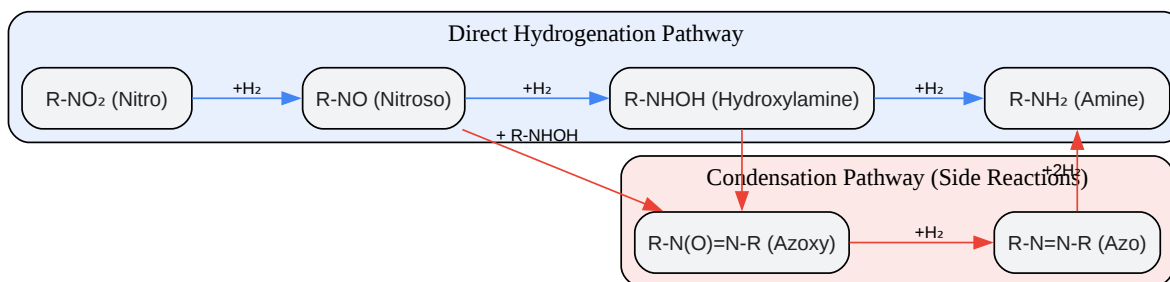 Direct Hydrogenation Pathway
R-NO₂ (Nitro)
+H₂
R-NO (Nitroso)
+H₂
R-NHOH (Hydroxylamine)
+H₂
R-NH₂ (Amine)
+ R-NHOH
+2H₂
Condensation Pathway (Side Reactions)
R-N(O)=N-R (Azoxy)
+H₂
R-N=N-R (Azo)